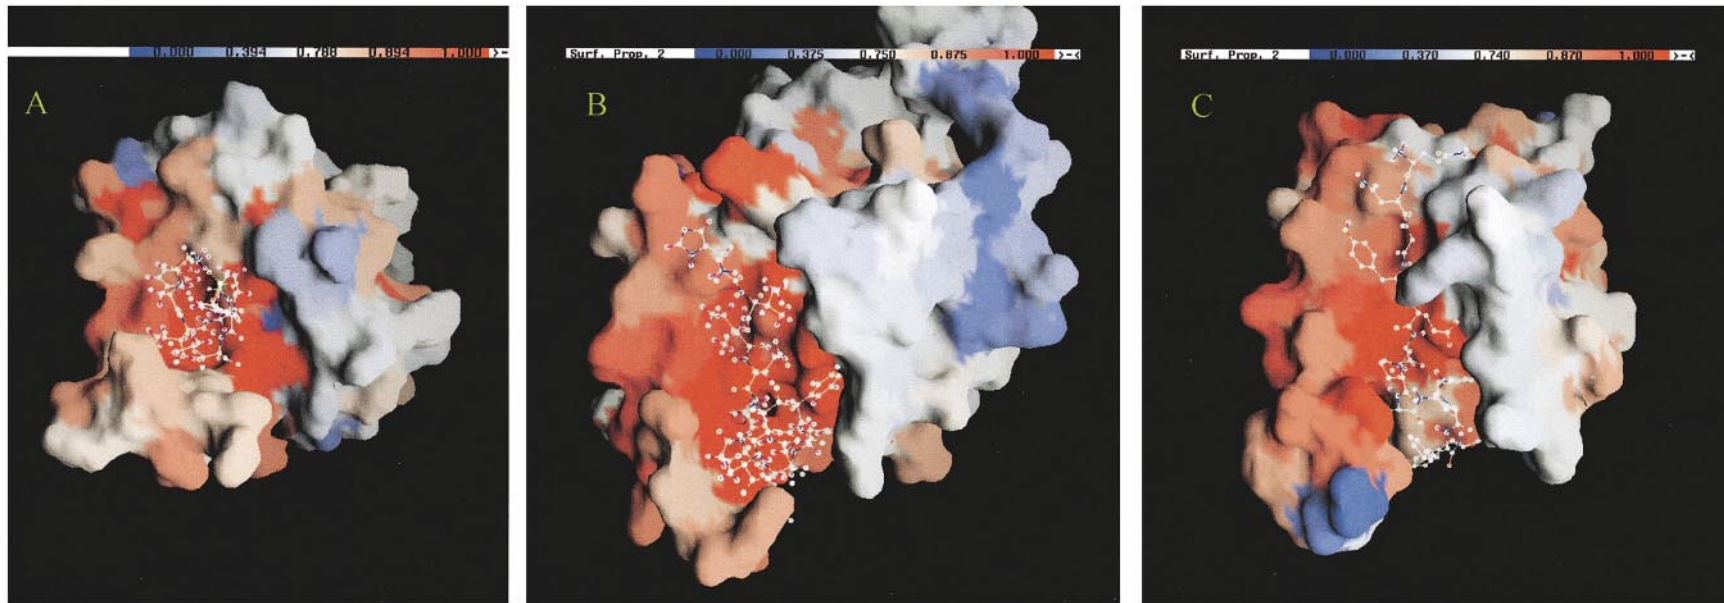 0.000 0.394 0.788 0.894 1.000 >-<
A
Surf. Prop. 2 0.000 0.375 0.750 0.875 1.000 >-<
B
Surf. Prop. 2 0.000 0.370 0.740 0.870 1.000 >-<
C